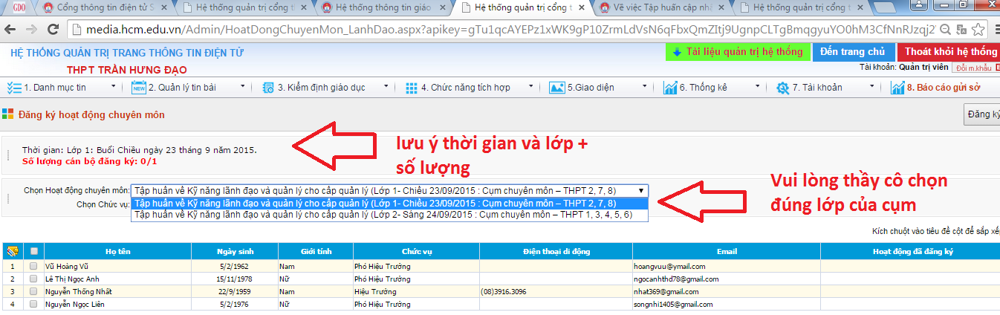 GDO Cổng thông tin điện tử S Hệ thống quản trị cổng t Hệ thống thông tin giáo Hệ thống quản trị cổng t Về việc Tập huấn cập nhậ Hệ thống quản trị cổng t
media.hcm.edu.vn/Admin/HoatDongChuyenMon_LanhDao.aspx?apikey=
HỆ THỐNG QUẢN TRỊ TRANG THÔNG TIN ĐIỆN TỬ
Tài liệu quản trị hệ thống Đến trang chủ Thoát khỏi hệ thống
THPT TRẦN HƯNG ĐẠO
Tài khoản: Quản trị viên Đổi m.khẩu
1. Danh mục tin NEW 2. Quản lý tin bài 3. Kiểm định giáo dục 4. Chức năng tích hợp 5.Giao diện 6. Thống kê 7. Tài khoản 8. Báo cáo gửi sở
Đăng ký hoạt động chuyên môn Đăng ký
Thời gian: Lớp 1: Buổi Chiều ngày 23 tháng 9 năm 2015.
Số lượng cán bộ đăng ký: 0/1
lưu ý thời gian và lớp +
số lượng
Chọn Hoạt động chuyên môn: Tập huấn về Kỹ năng lãnh đạo và quản lý cho cấp quản lý (Lớp 1- Chiều 23/09/2015 : Cụm chuyên môn – THPT 2, 7, 8)
Chọn Chức vụ: Tập huấn về Kỹ năng lãnh đạo và quản lý cho cấp quản lý (Lớp 1- Chiều 23/09/2015 : Cụm chuyên môn – THPT 2, 7, 8)
Tập huấn về Kỹ năng lãnh đạo và quản lý cho cấp quản lý (Lớp 2- Sáng 24/09/2015 : Cụm chuyên môn – THPT 1, 3, 4, 5, 6)
Vui lòng thầy cô chọn
đúng lớp của cụm
Kích chuột vào tiêu đề cột để sắp xếp
Họ tên Ngày sinh Giới tính Chức vụ Điện thoại di động Email Hoạt động đã đăng ký
1 Vũ Hoàng Vũ 5/2/1962 Nam Phó Hiệu Trưởng hoangvuu@ymail.com
2 Lê Thị Ngọc Anh 15/11/1978 Nữ Phó Hiệu Trưởng ngocanhthd78@gmail.com
3 Nguyễn Thống Nhất 22/9/1959 Nam Hiệu Trưởng (08)3916.3096 nhat369@gmail.com
4 Nguyễn Ngọc Liên 5/2/1976 Nữ Phó Hiệu Trưởng songnhi1405@gmail.com